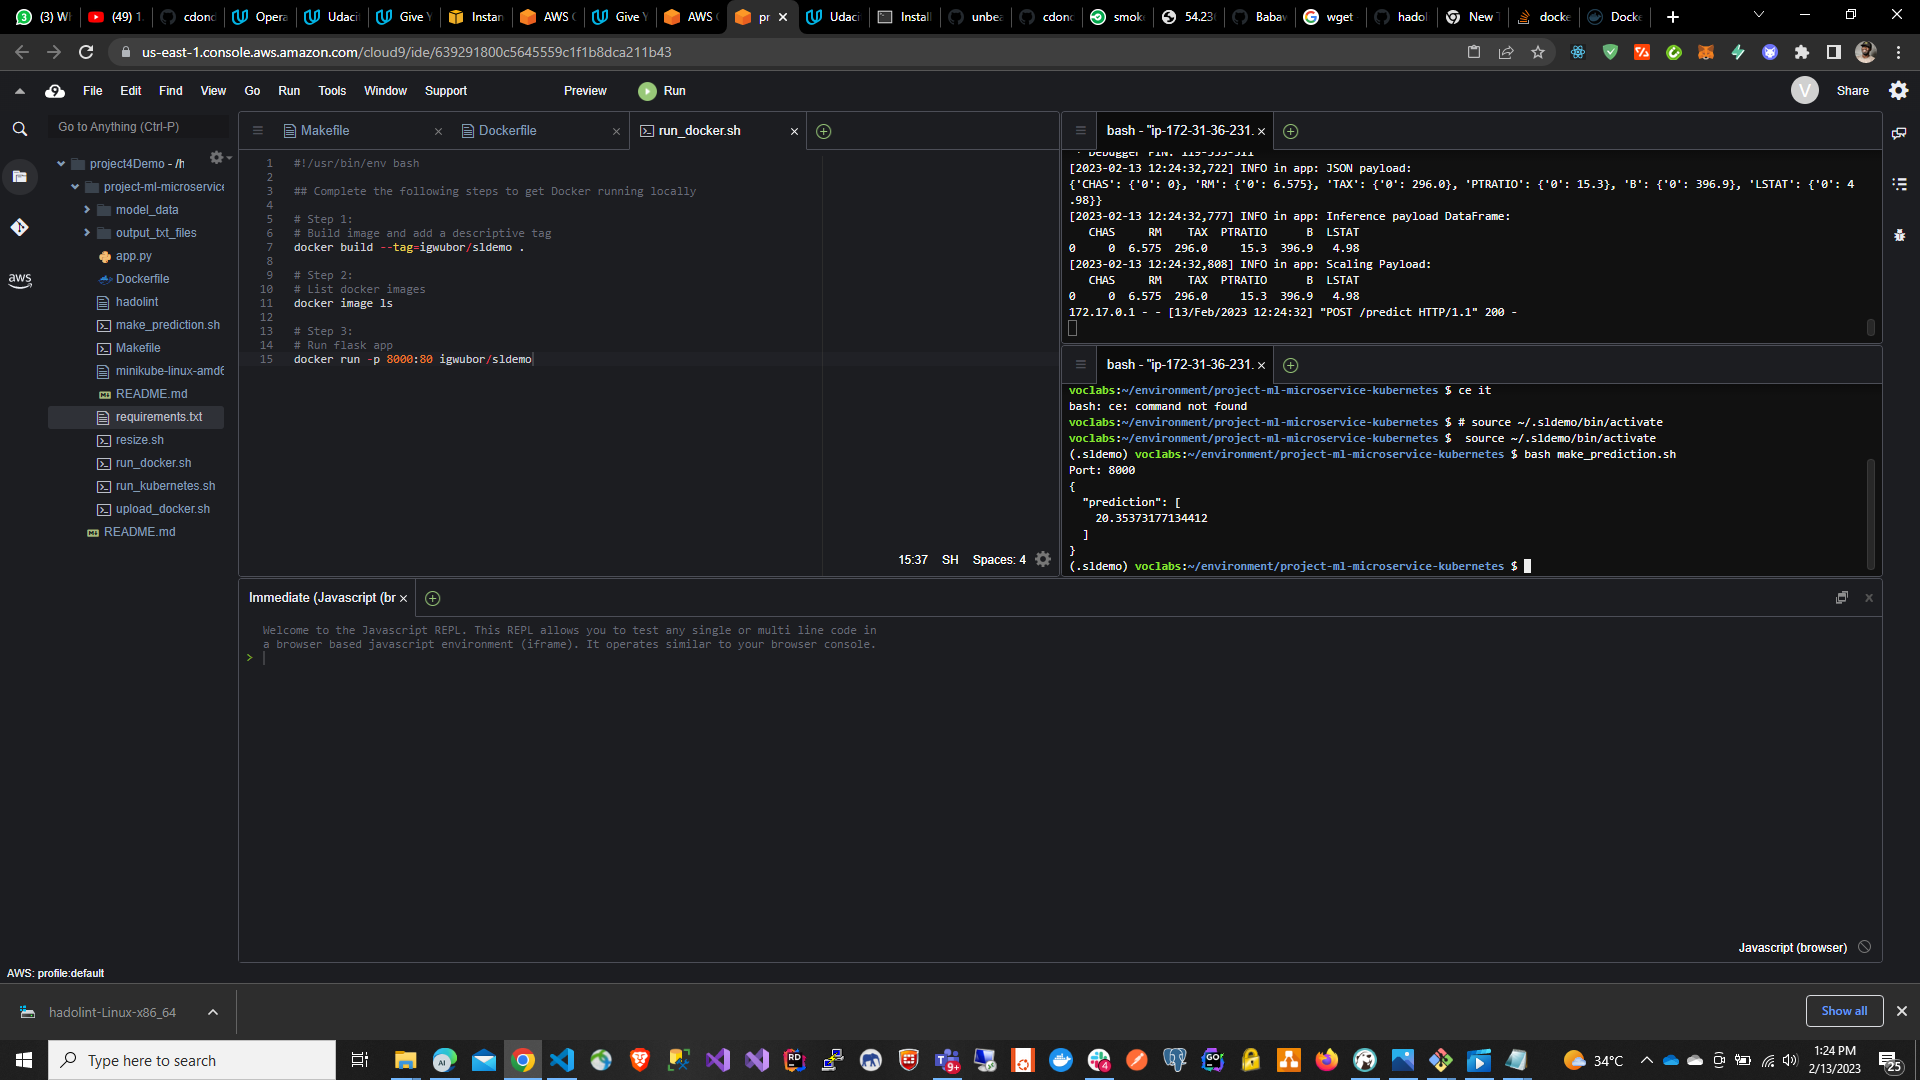 (3) W
(49) 1.
cdond
Opera
Udaci
Give Y
Instan
AWS
Give Y
AWS
pr
Udaci
Install
unbea
cdonc
smok
54.23
Babav
wget
hadol
New T
docke
Docke
us-east-1.console.aws.amazon.com/cloud9/ide/639291800c5645559c1f1b8dca211b43
File Edit Find View Go Run Tools Window Support Preview Run
V Share
Go to Anything (Ctrl-P)
project4Demo - /h
project-ml-microservice
model_data
output_txt_files
app.py
Dockerfile
hadolint
make_prediction.sh
Makefile
minikube-linux-amd6
README.md
requirements.txt
resize.sh
run_docker.sh
run_kubernetes.sh
upload_docker.sh
README.md
aws
Makefile
Dockerfile
run_docker.sh
1 #!/usr/bin/env bash
2
3 ## Complete the following steps to get Docker running locally
4
5 # Step 1:
6 # Build image and add a descriptive tag
7 docker build --tag=igwubor/sldemo .
8
9 # Step 2:
10 # List docker images
11 docker image ls
12
13 # Step 3:
14 # Run flask app
15 docker run -p 8000:80 igwubor/sldemo
15:37 SH Spaces: 4
bash - "ip-172-31-36-231.
* Debugger PIN: 119-555-511
[2023-02-13 12:24:32,722] INFO in app: JSON payload:
{'CHAS': {'0': 0}, 'RM': {'0': 6.575}, 'TAX': {'0': 296.0}, 'PTRATIO': {'0': 15.3}, 'B': {'0': 396.9}, 'LSTAT': {'0': 4
.98}}
[2023-02-13 12:24:32,777] INFO in app: Inference payload DataFrame:
CHAS RM TAX PTRATIO B LSTAT
0 0 6.575 296.0 15.3 396.9 4.98
[2023-02-13 12:24:32,808] INFO in app: Scaling Payload:
CHAS RM TAX PTRATIO B LSTAT
0 0 6.575 296.0 15.3 396.9 4.98
172.17.0.1 - - [13/Feb/2023 12:24:32] "POST /predict HTTP/1.1" 200 -
bash - "ip-172-31-36-231.
voclabs:~/environment/project-ml-microservice-kubernetes $ ce it
bash: ce: command not found
voclabs:~/environment/project-ml-microservice-kubernetes $ # source ~/.sldemo/bin/activate
voclabs:~/environment/project-ml-microservice-kubernetes $  source ~/.sldemo/bin/activate
(.sldemo) voclabs:~/environment/project-ml-microservice-kubernetes $ bash make_prediction.sh
Port: 8000
{
"prediction": [
20.35373177134412
]
}
(.sldemo) voclabs:~/environment/project-ml-microservice-kubernetes $
Immediate (Javascript (br
Welcome to the Javascript REPL. This REPL allows you to test any single or multi line code in
a browser based javascript environment (iframe). It operates similar to your browser console.
>
Javascript (browser)
AWS: profile:default
hadolint-Linux-x86_64
Show all
Type here to search
34°C
1:24 PM
2/13/2023
25